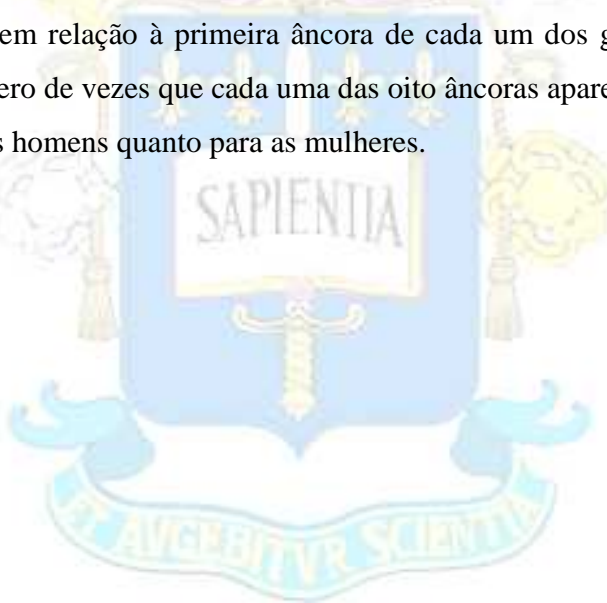 em relação à primeira âncora de cada um dos g
ero de vezes que cada uma das oito âncoras apare
s homens quanto para as mulheres.
SAPIENTIA
ET AVGEBITVR SCIENTIA